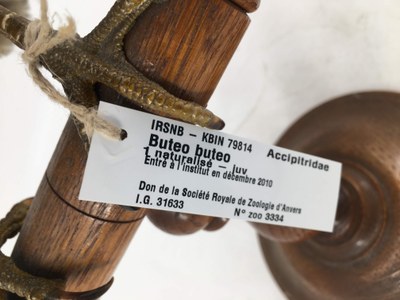 IRSNB - KBIN 79814 Accipitridae
Buteo buteo
1 naturalisé – juv
Entré à l'institut en décembre 2010
Don de la Société Royale de Zoologie d'Anvers
I.G. 31633 N° zoo 3334